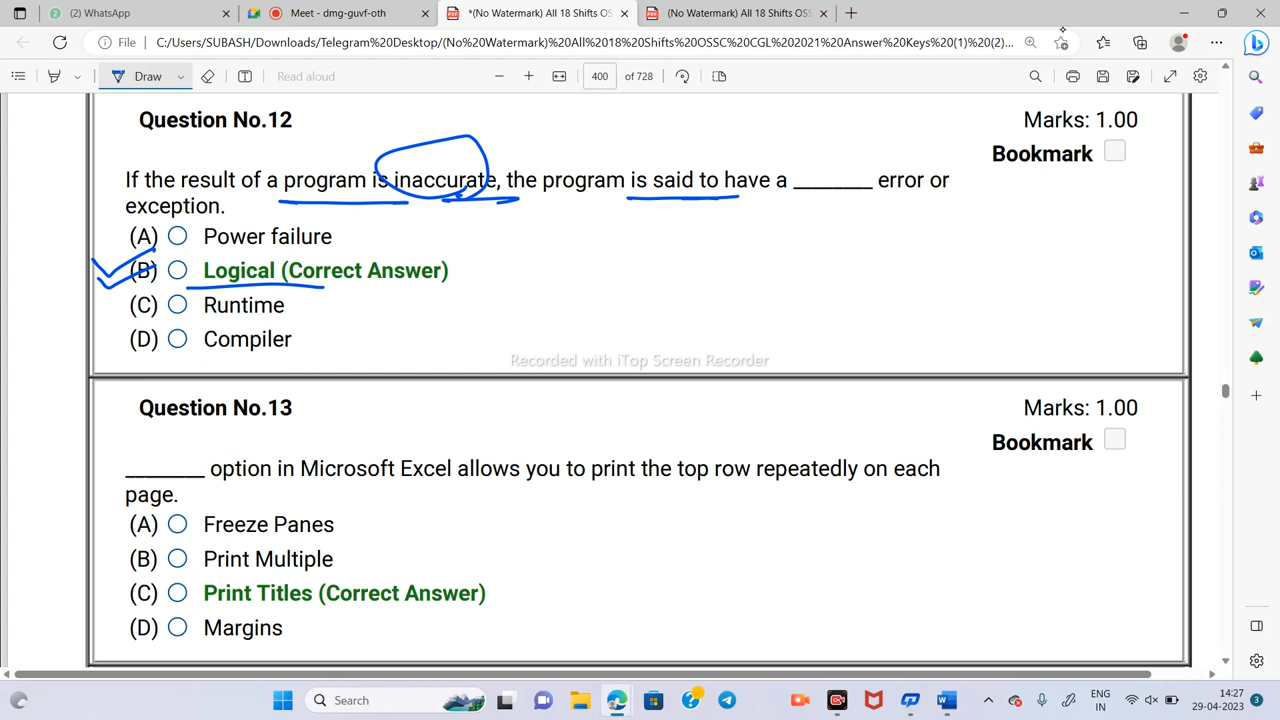 (2) WhatsApp
Meet - dmg-guvf-oth
*(No Watermark) All 18 Shifts OS
(No Watermark) All 18 Shifts OSS
File
C:/Users/SUBASH/Downloads/Telegram%20Desktop/(No%20Watermark)%20All%2018%20Shifts%20OSSC%20CGL%202021%20Answer%20Keys%20(1)%20(2)...
Draw
Read aloud
400 of 728
Question No.12
Marks: 1.00
Bookmark
If the result of a program is inaccurate, the program is said to have a ________ error or
exception.
(A) Power failure
(B) Logical (Correct Answer)
(C) Runtime
(D) Compiler
Recorded with iTop Screen Recorder
Question No.13
Marks: 1.00
Bookmark
________ option in Microsoft Excel allows you to print the top row repeatedly on each
page.
(A) Freeze Panes
(B) Print Multiple
(C) Print Titles (Correct Answer)
(D) Margins
Search
ENG
IN
14:27
29-04-2023
3